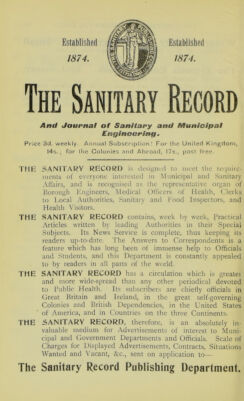 Established
1874.
Established
1874.
THE SANITARY RECORD
And Journal of Sanitary and Municipal
Engineering.
Price 3d. weekly. Annual Subscription: For the United Kingdom,
14s.; for the Colonies and Abroad, 17s., post free.
THE SANITARY RECORD is designed to meet the require-
ments of everyone interested in Municipal and Sanitary
Affairs, and is recognised as the representative organ of
Borough Engineers, Medical Officers of Health, Clerks
to Local Authorities, Sanitary and Food Inspectors, and
Health Visitors.
THE SANITARY RECORD contains, week by week, Practical
Articles written by leading Authorities in their Special
Subjects. Its News Service is complete, thus keeping its
readers up-to-date. The Answers to Correspondents is a
feature which has long been of immense help to Officials
and Students, and this Department is constantly appealed
to by readers in all parts of the world.
THE SANITARY RECORD has a circulation which is greater
and more wide-spread than any other periodical devoted
to Public Health. Its subscribers are chiefly officials in
Great Britain and Ireland, in the great self-governing
Colonies and British Dependencies, in the United States
of America, and in Countries on the three Continents.
THE SANITARY RECORD, therefore, is an absolutely in-
valuable medium for Advertisements of interest to Muni-
cipal and Government Departments and Officials. Scale of
Charges for Displayed Advertisements, Contracts, Situations
Wanted and Vacant, &c., sent on application to—
The Sanitary Record Publishing Department.